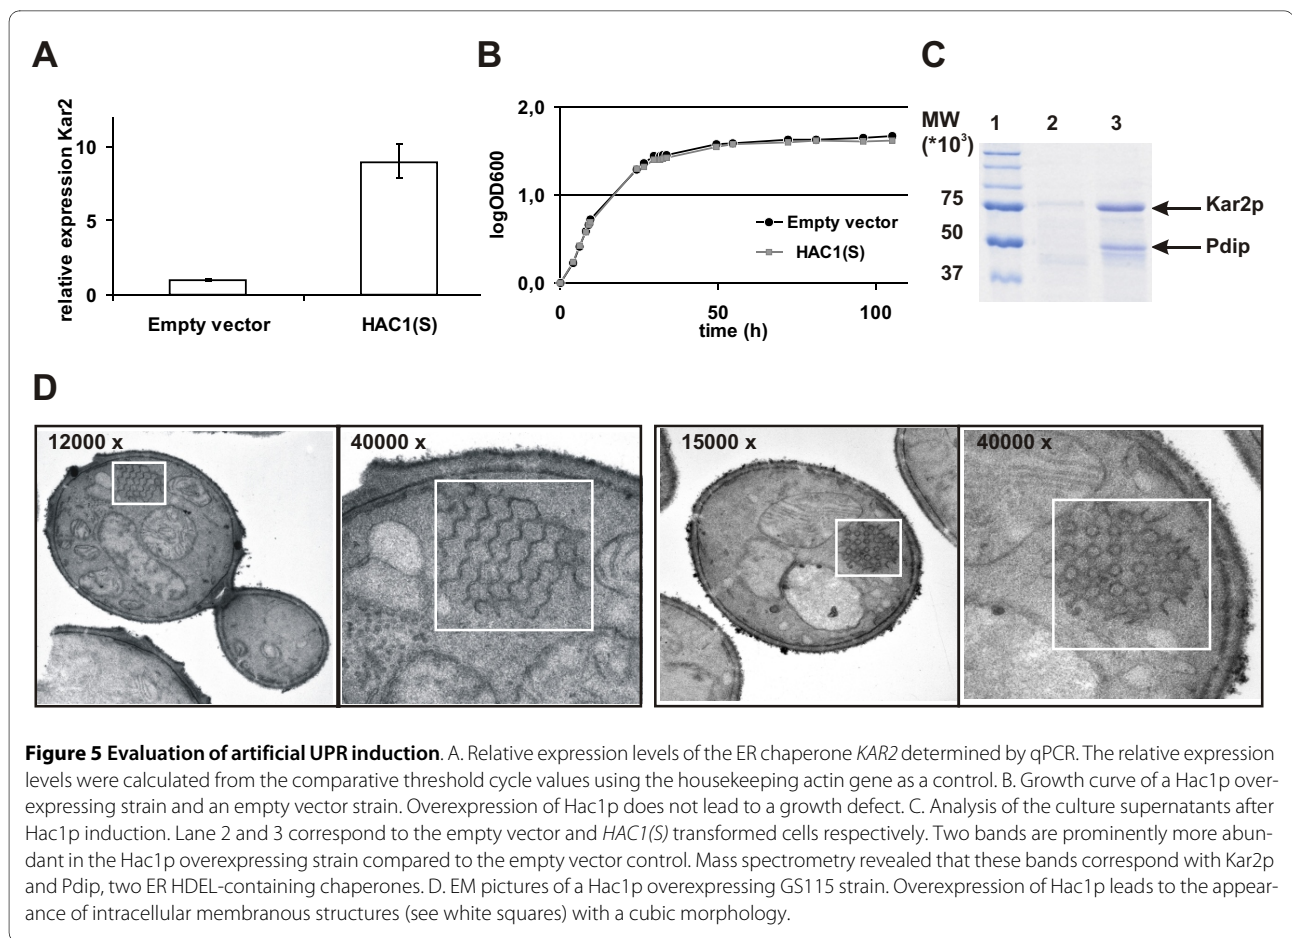 A
relative expression Kar2
10
5
0
Empty vector
HAC1(S)
B
logOD600
2,0
1,0
0,0
0
50
100
time (h)
Empty vector
HAC1(S)
C
MW
(*10³)
1
2
3
75
50
37
Kar2p
Pdip
D
12000 x
40000 x
15000 x
40000 x
Figure 5 Evaluation of artificial UPR induction. A. Relative expression levels of the ER chaperone KAR2 determined by qPCR. The relative expression
levels were calculated from the comparative threshold cycle values using the housekeeping actin gene as a control. B. Growth curve of a Hac1p over-
expressing strain and an empty vector strain. Overexpression of Hac1p does not lead to a growth defect. C. Analysis of the culture supernatants after
Hac1p induction. Lane 2 and 3 correspond to the empty vector and HAC1(S) transformed cells respectively. Two bands are prominently more abun-
dant in the Hac1p overexpressing strain compared to the empty vector control. Mass spectrometry revealed that these bands correspond with Kar2p
and Pdip, two ER HDEL-containing chaperones. D. EM pictures of a Hac1p overexpressing GS115 strain. Overexpression of Hac1p leads to the appear-
ance of intracellular membranous structures (see white squares) with a cubic morphology.